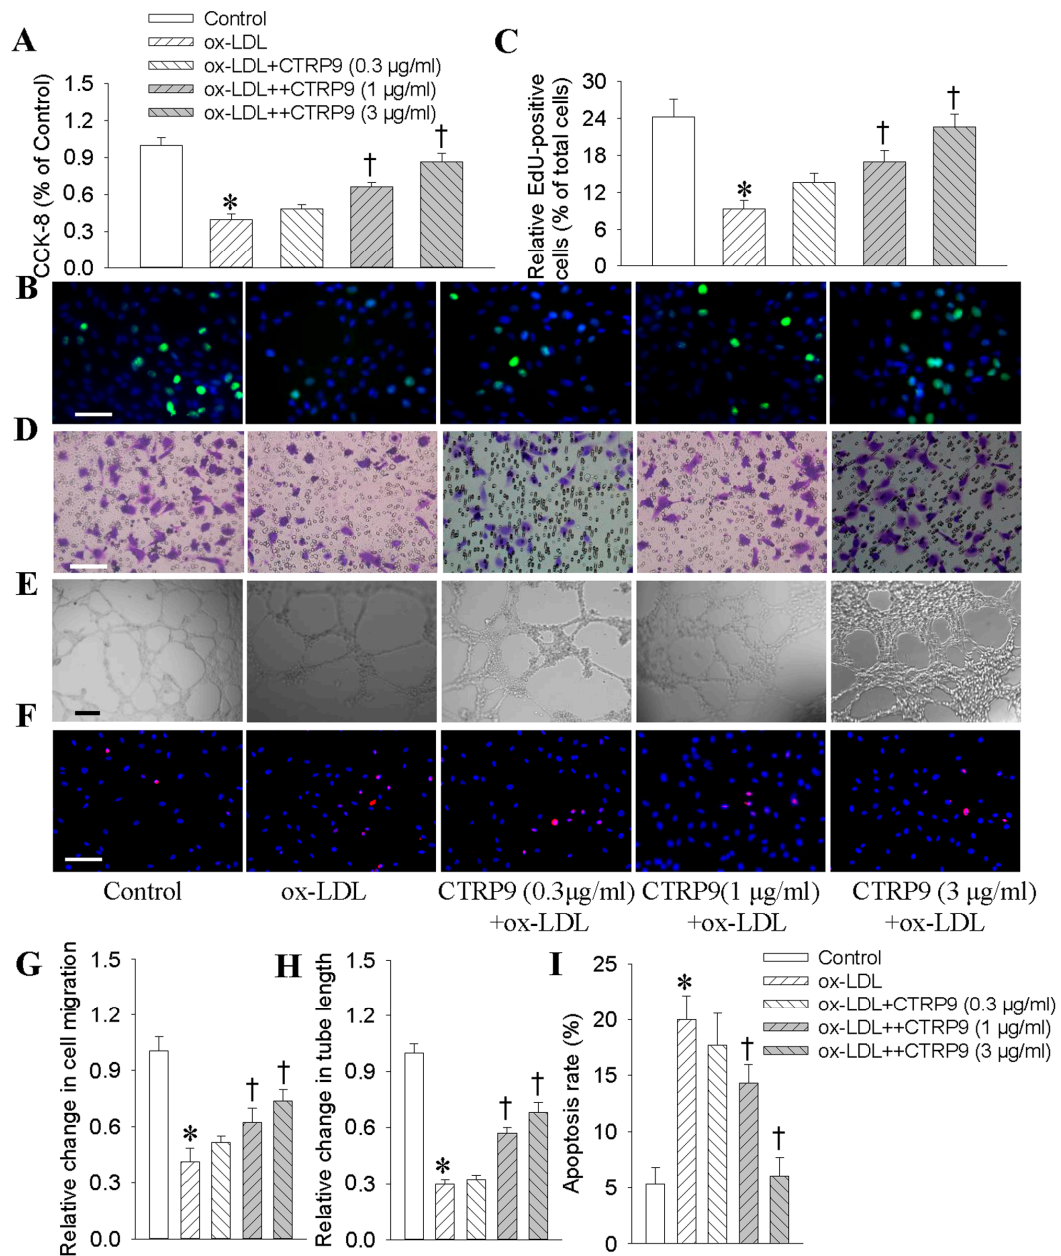 A
Control
ox-LDL
ox-LDL+CTRP9 (0.3 µg/ml)
ox-LDL++CTRP9 (1 µg/ml)
ox-LDL++CTRP9 (3 µg/ml)
CCK-8 (% of Control)
1.5
1.2
0.9
0.6
0.3
0.0
*
†
†
C
Relative EdU-positive
cells (% of total cells)
30
24
18
12
6
0
*
†
†
B
D
E
F
Control
ox-LDL
CTRP9 (0.3µg/ml)
+ox-LDL
CTRP9(1 µg/ml)
+ox-LDL
CTRP9 (3 µg/ml)
+ox-LDL
G
Relative change in cell migration
1.5
1.2
0.9
0.6
0.3
0.0
*
†
†
H
Relative change in tube length
1.5
1.2
0.9
0.6
0.3
0.0
*
†
†
I
Apoptosis rate (%)
25
20
15
10
5
0
*
†
†
Control
ox-LDL
ox-LDL+CTRP9 (0.3 µg/ml)
ox-LDL++CTRP9 (1 µg/ml)
ox-LDL++CTRP9 (3 µg/ml)